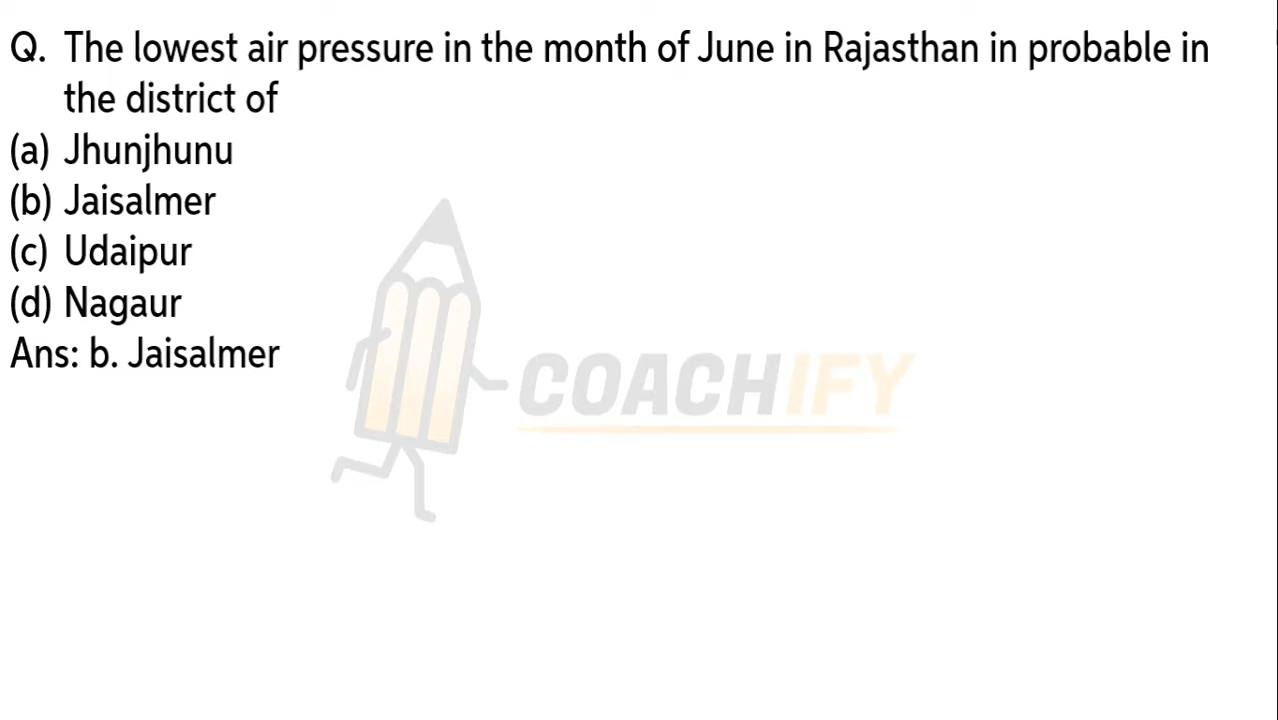 Q. The lowest air pressure in the month of June in Rajasthan in probable in
the district of
(a) Jhunjhunu
(b) Jaisalmer
(c) Udaipur
(d) Nagaur
Ans: b. Jaisalmer
COACHIFY